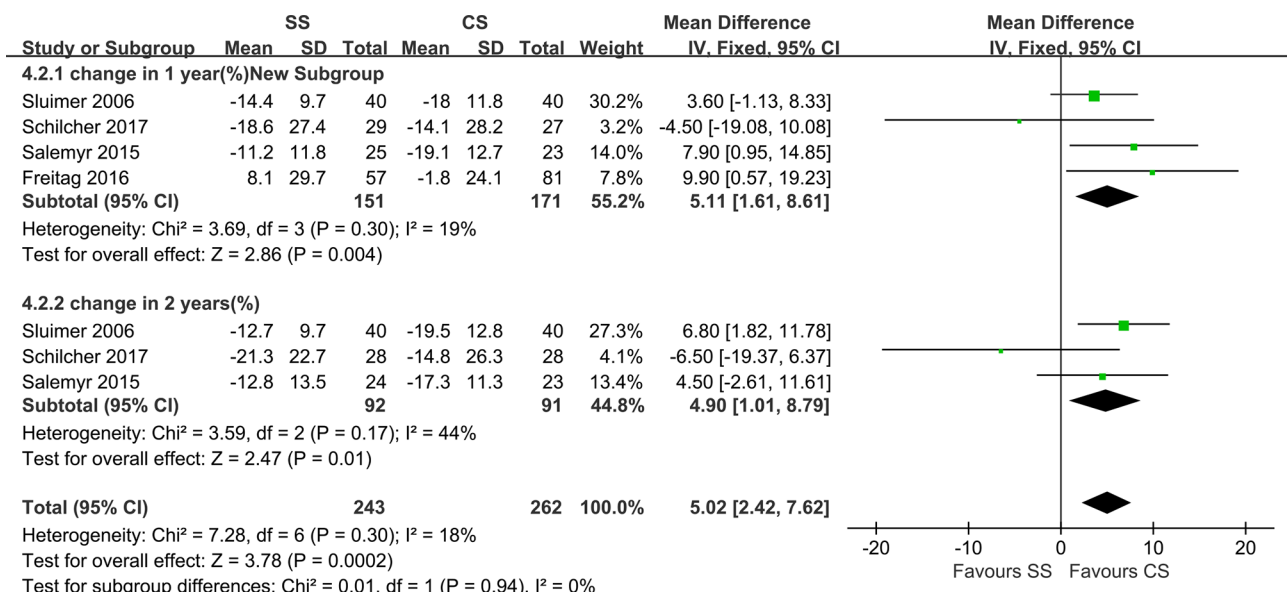 SS CS Mean Difference Mean Difference
Study or Subgroup Mean SD Total Mean SD Total Weight IV, Fixed, 95% CI IV, Fixed, 95% CI
4.2.1 change in 1 year(%)New Subgroup
Sluimer 2006 -14.4 9.7 40 -18 11.8 40 30.2% 3.60 [-1.13, 8.33]
Schilcher 2017 -18.6 27.4 29 -14.1 28.2 27 3.2% -4.50 [-19.08, 10.08]
Salemyr 2015 -11.2 11.8 25 -19.1 12.7 23 14.0% 7.90 [0.95, 14.85]
Freitag 2016 8.1 29.7 57 -1.8 24.1 81 7.8% 9.90 [0.57, 19.23]
Subtotal (95% CI) 151 171 55.2% 5.11 [1.61, 8.61]
Heterogeneity: Chi² = 3.69, df = 3 (P = 0.30); I² = 19%
Test for overall effect: Z = 2.86 (P = 0.004)
4.2.2 change in 2 years(%)
Sluimer 2006 -12.7 9.7 40 -19.5 12.8 40 27.3% 6.80 [1.82, 11.78]
Schilcher 2017 -21.3 22.7 28 -14.8 26.3 28 4.1% -6.50 [-19.37, 6.37]
Salemyr 2015 -12.8 13.5 24 -17.3 11.3 23 13.4% 4.50 [-2.61, 11.61]
Subtotal (95% CI) 92 91 44.8% 4.90 [1.01, 8.79]
Heterogeneity: Chi² = 3.59, df = 2 (P = 0.17); I² = 44%
Test for overall effect: Z = 2.47 (P = 0.01)
Total (95% CI) 243 262 100.0% 5.02 [2.42, 7.62]
Heterogeneity: Chi² = 7.28, df = 6 (P = 0.30); I² = 18%
Test for overall effect: Z = 3.78 (P = 0.0002)
Test for subgroup differences: Chi² = 0.01, df = 1 (P = 0.94), I² = 0%
-20 -10 0 10 20
Favours SS Favours CS